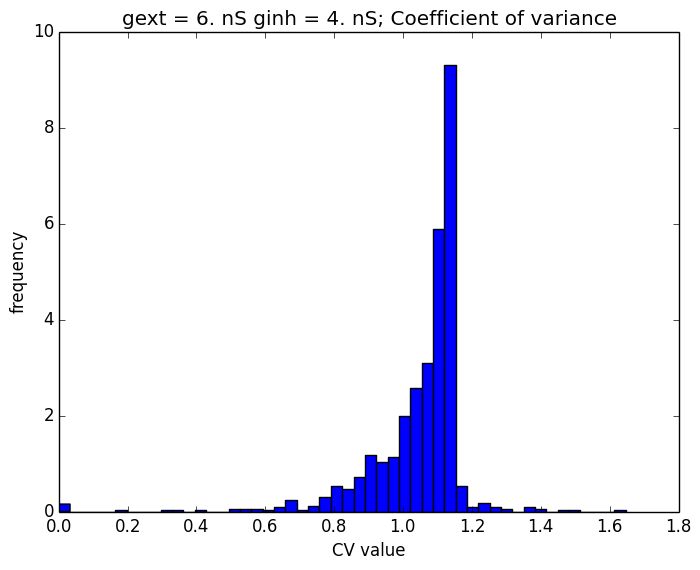 gext = 6. nS ginh = 4. nS; Coefficient of variance
10
8
6
4
2
0
frequency
0.0 0.2 0.4 0.6 0.8 1.0 1.2 1.4 1.6 1.8
CV value